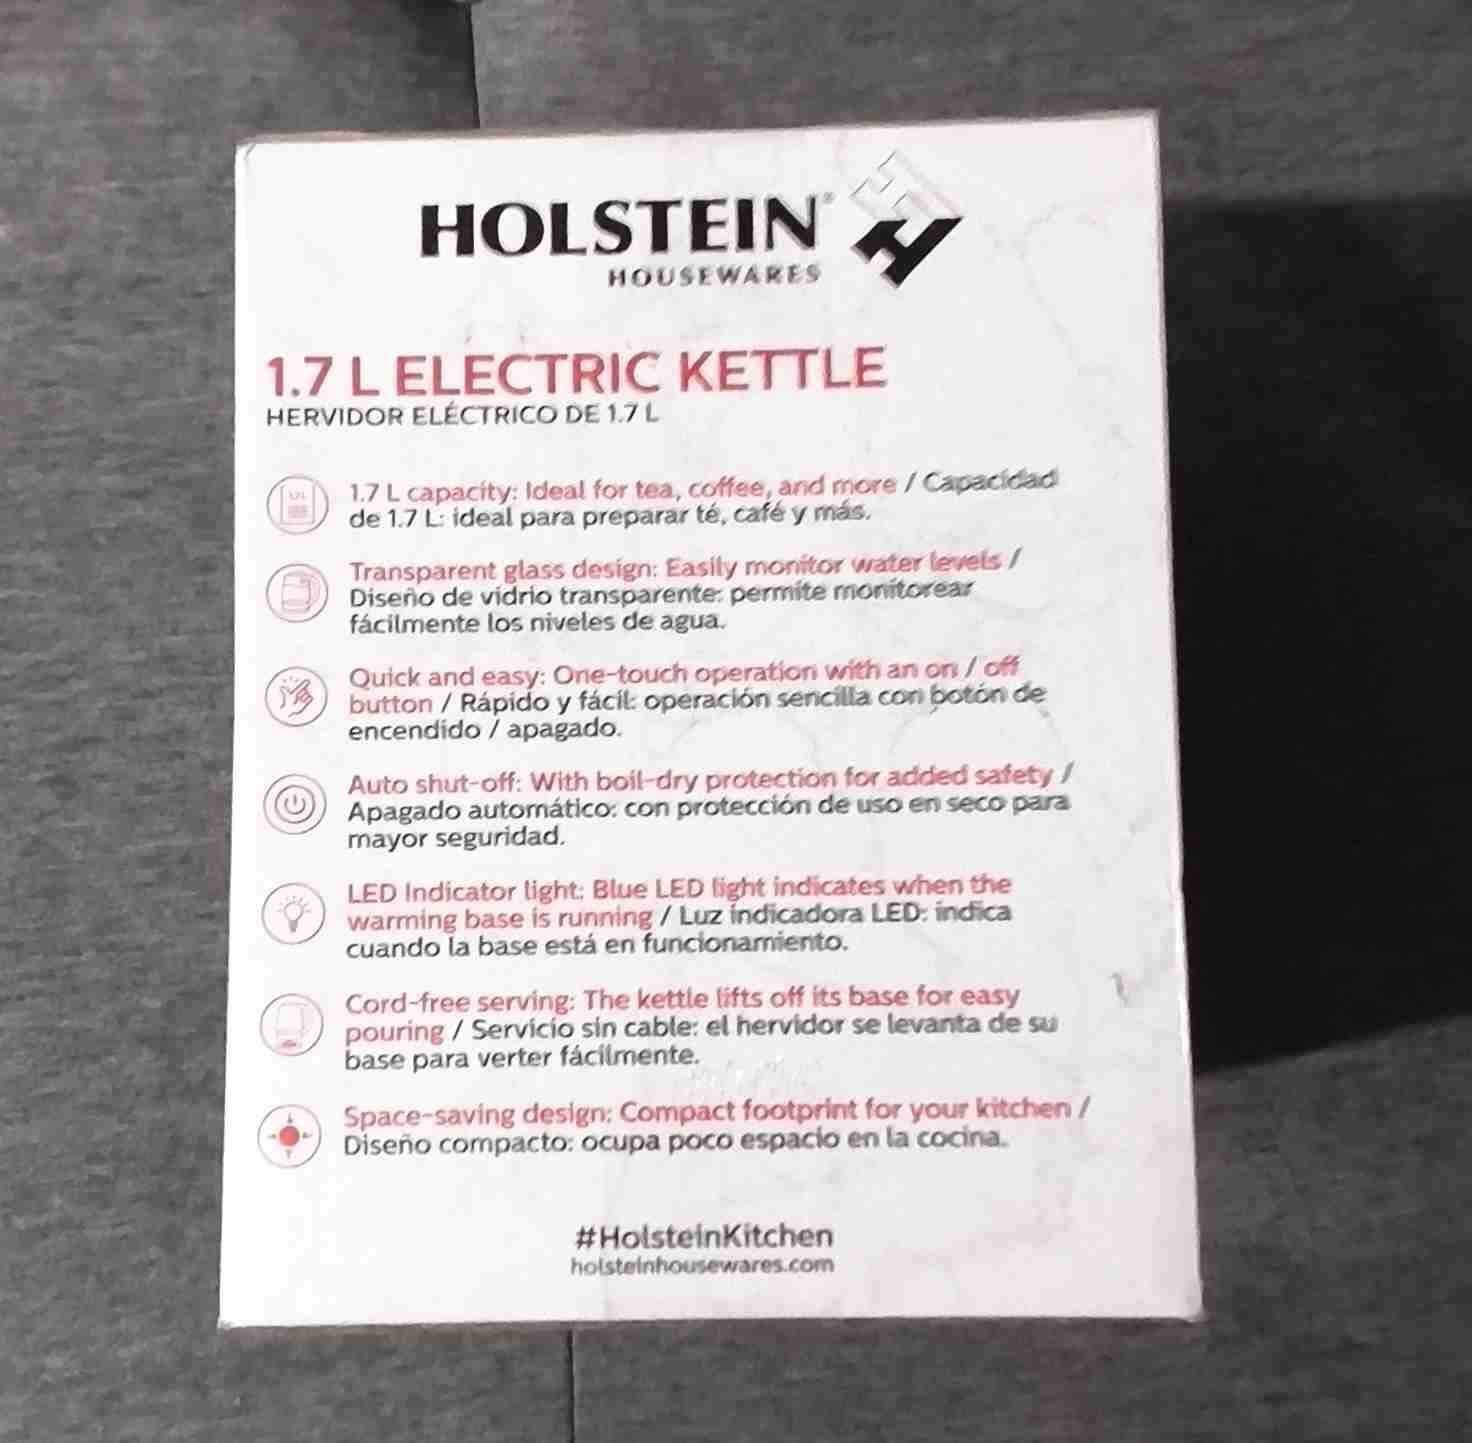 HOLSTEIN®
HOUSEWARES
1.7 L ELECTRIC KETTLE
HERVIDOR ELÉCTRICO DE 1.7 L
1.7 L capacity: Ideal for tea, coffee, and more / Capacidad
de 1.7 L: ideal para preparar té, café y más.
Transparent glass design: Easily monitor water levels /
Diseño de vidrio transparente: permite monitorear
fácilmente los niveles de agua.
Quick and easy: One-touch operation with an on / off
button / Rápido y fácil: operación sencilla con botón de
encendido / apagado.
Auto shut-off: With boil-dry protection for added safety /
Apagado automático: con protección de uso en seco para
mayor seguridad.
LED Indicator light: Blue LED light indicates when the
warming base is running / Luz indicadora LED: indica
cuando la base está en funcionamiento.
Cord-free serving: The kettle lifts off its base for easy
pouring / Servicio sin cable: el hervidor se levanta de su
base para verter fácilmente.
Space-saving design: Compact footprint for your kitchen /
Diseño compacto: ocupa poco espacio en la cocina.
#HolsteinKitchen
holsteinhousewares.com